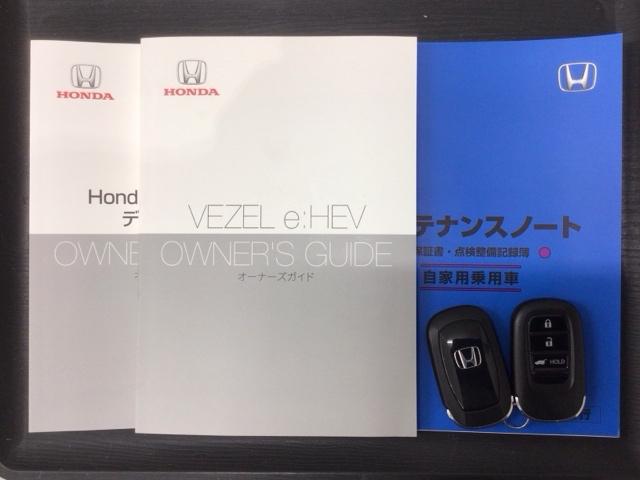 HONDA
Hond
デ
OWNE
HONDA
VEZEL e:HEV
OWNER'S GUIDE
オーナーズガイド
テナンスノート
保証書・点検整備記録簿
自家用乗用車
HOLD
行